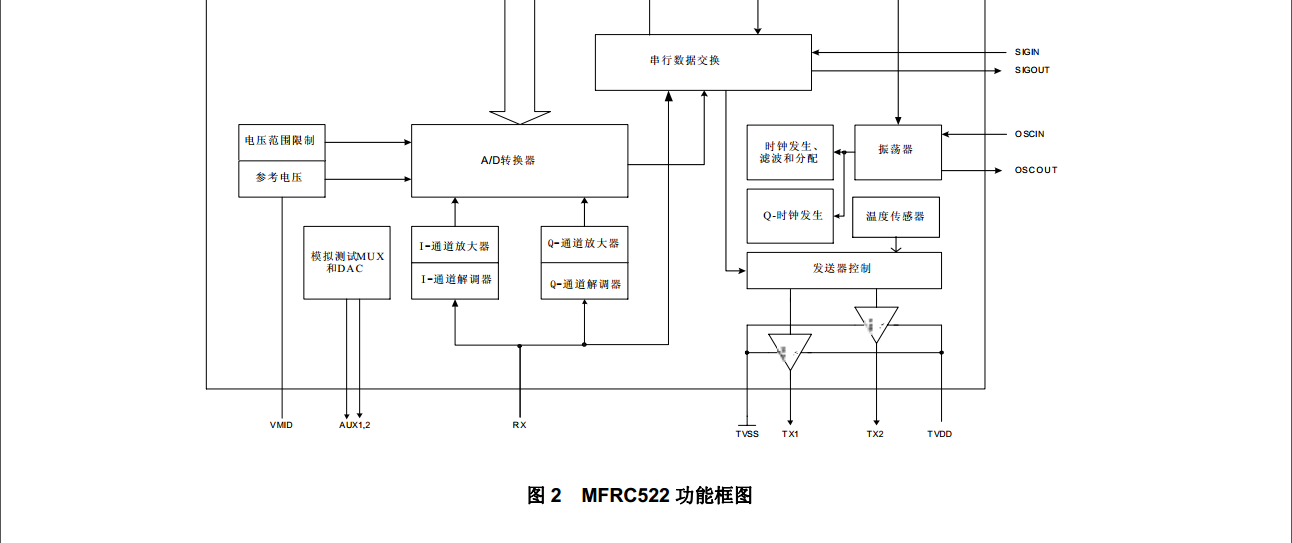 串行数据交换
SIGIN
SIGOUT
电压范围限制
参考电压
A/D转换器
时钟发生、
滤波和分配
振荡器
OSCIN
OSCOUT
Q-时钟发生
温度传感器
模拟测试MUX
和DAC
I-通道放大器
I-通道解调器
Q-通道放大器
Q-通道解调器
发送器控制
VMID
AUX1,2
RX
TVSS
TX1
TX2
TVDD
图 2 MFRC522 功能框图